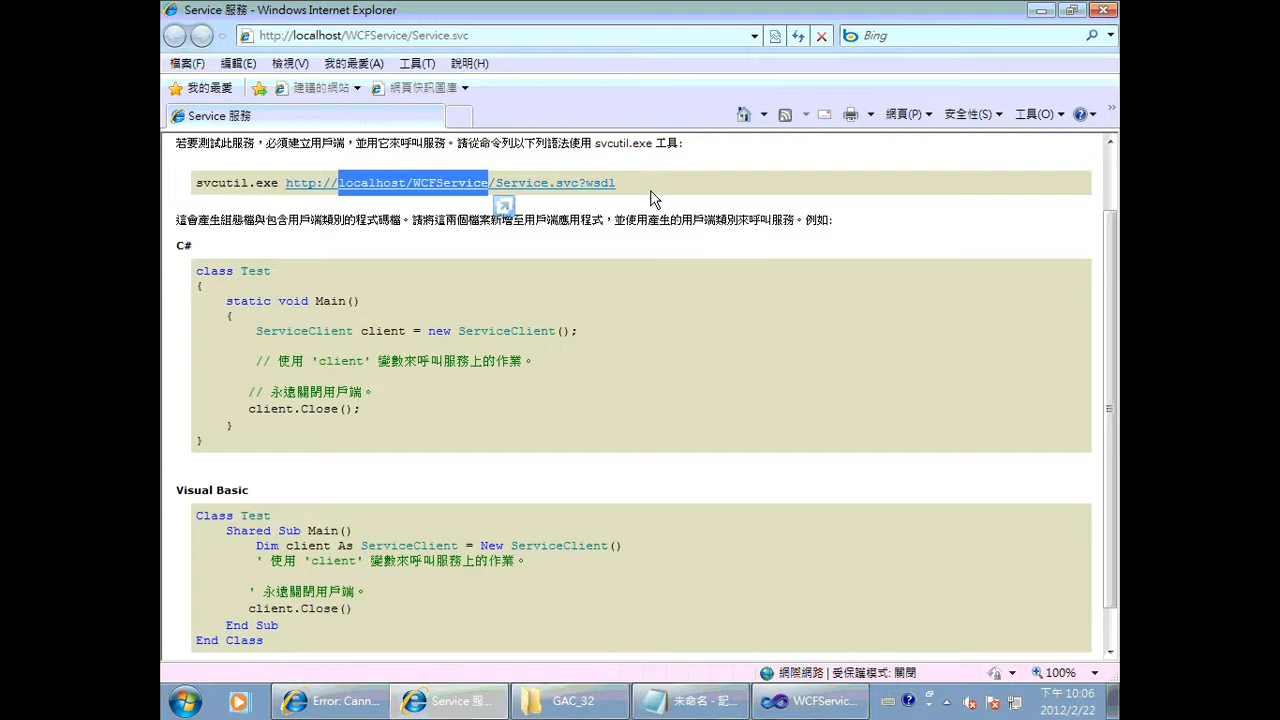 Service 服務 - Windows Internet Explorer
http://localhost/WCFService/Service.svc
Bing
檔案(F) 編輯(E) 檢視(V) 我的最愛(A) 工具(T) 說明(H)
我的最愛 建議的網站 網頁快訊圖庫
Service 服務
網頁(P) 安全性(S) 工具(O)
若要測試此服務，必須建立用戶端，並用它來呼叫服務。請從命令列以下列語法使用 svcutil.exe 工具:
svcutil.exe http://localhost/WCFService/Service.svc?wsdl
這會產生組態檔與包含用戶端類別的程式碼檔。請將這兩個檔案新增至用戶端應用程式，並使用產生的用戶端類別來呼叫服務。例如:
C#
class Test
{
static void Main()
{
ServiceClient client = new ServiceClient();
// 使用 'client' 變數來呼叫服務上的作業。
// 永遠關閉用戶端。
client.Close();
}
}
Visual Basic
Class Test
Shared Sub Main()
Dim client As ServiceClient = New ServiceClient()
' 使用 'client' 變數來呼叫服務上的作業。
' 永遠關閉用戶端。
client.Close()
End Sub
End Class
網際網路 | 受保護模式: 關閉
100%
Error: Cann...
Service 服...
GAC_32
未命名 - 記...
WCFServic...
下午 10:06
2012/2/22